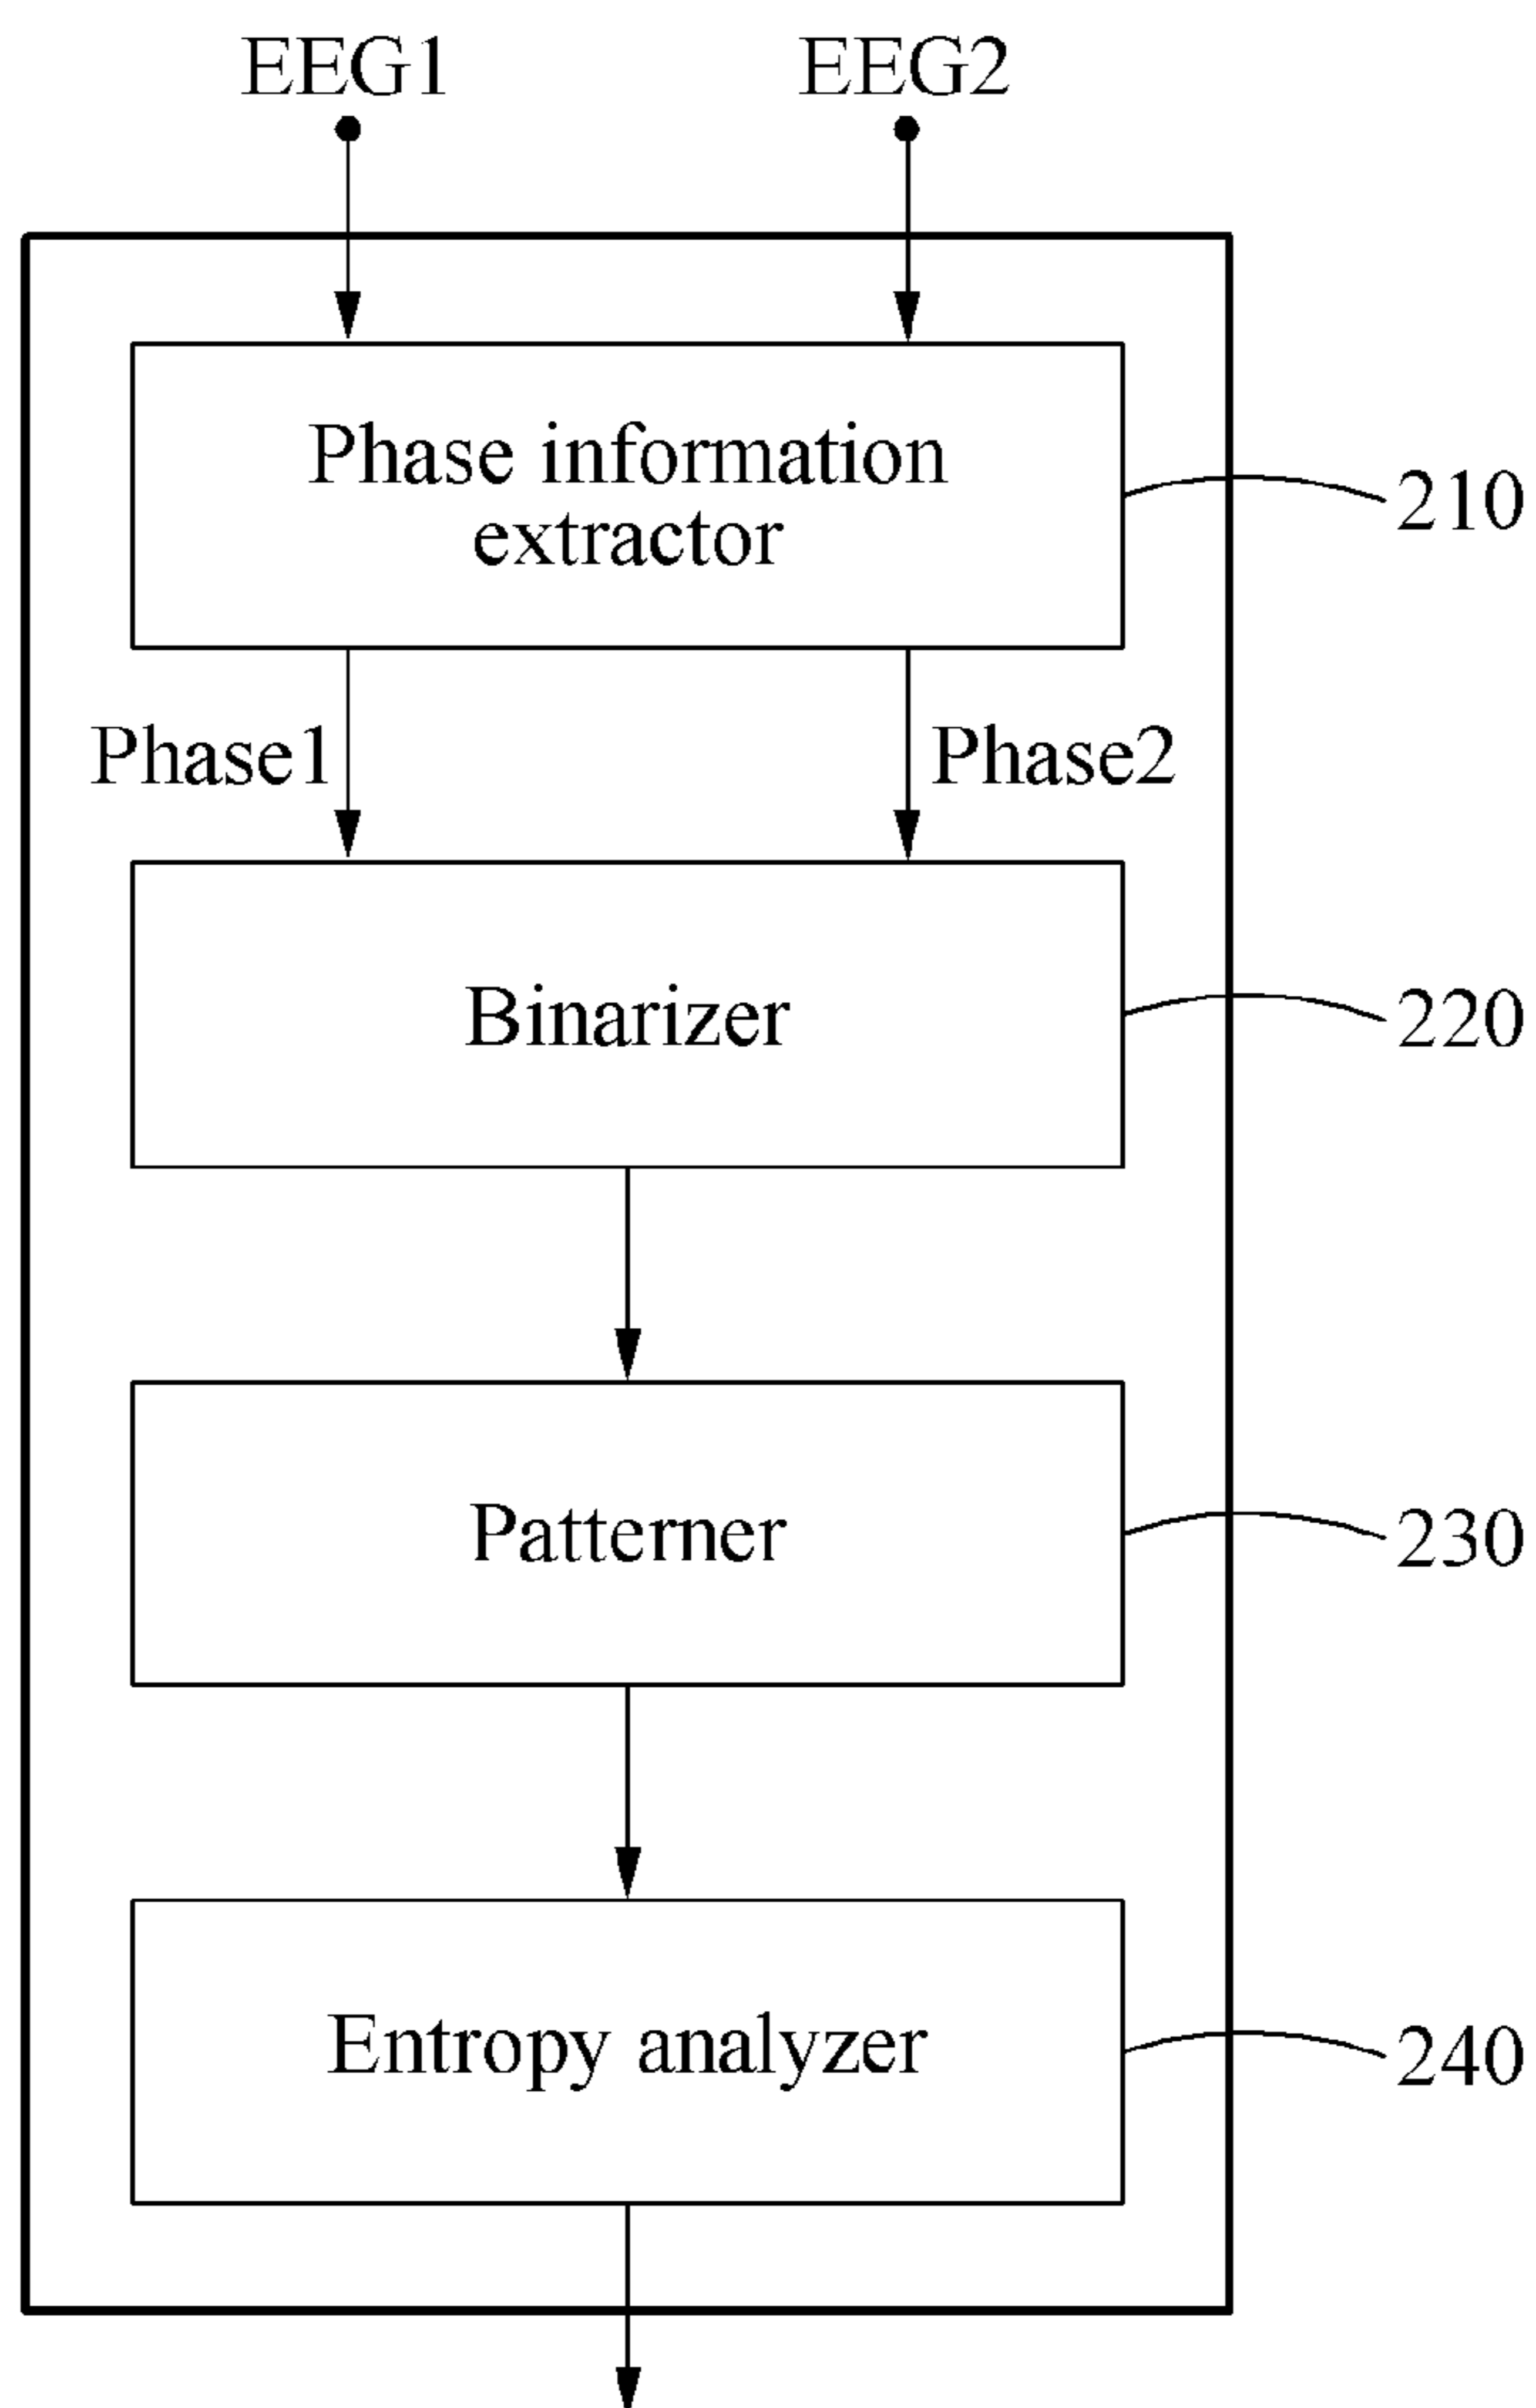 EEG1 EEG2
Phase information
extractor
210
Phase1 Phase2
Binarizer
220
Patterner
230
Entropy analyzer
240